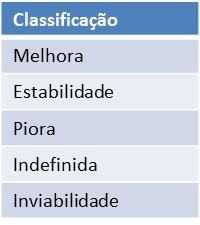 Classificação
Melhora
Estabilidade
Piora
Indefinida
Inviabilidade